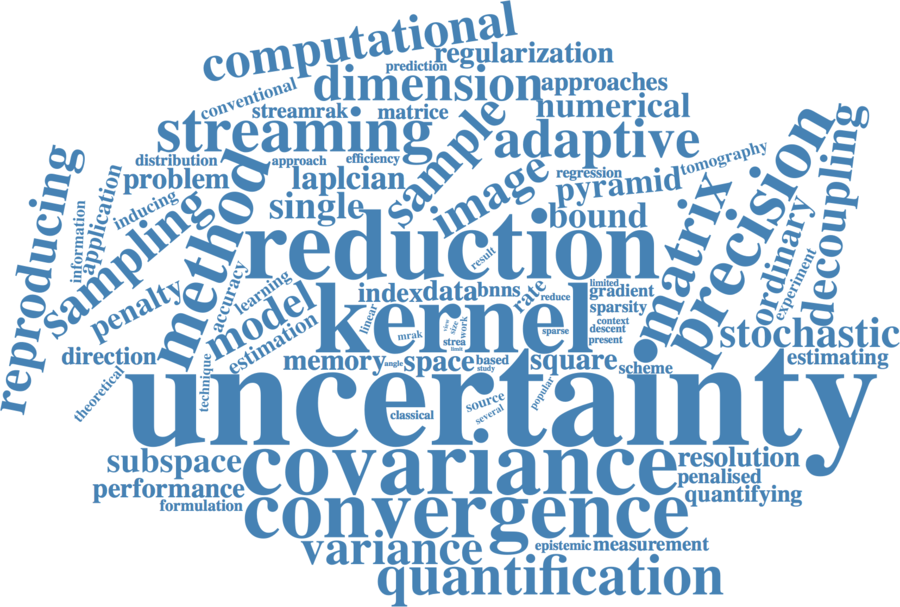 computational
regularization
prediction
dimension
approaches
conventional
streamrak
matrice
numerical
streaming
sample
adaptive
distribution
approach
efficiency
problem
laplcian
image
regression
pyramid
tomography
precision
decoupling
reproducing
information
application
inducing
sampling
method
single
bound
matrix
ordinary
experiment
reduction
result
penalty
accuracy
learning
model
estimation
index
data
bnns
rate
reduce
limited
gradient
sparsity
context
descent
present
kernel
linear
mrak
view
size
work
strea
limit
sparse
stochastic
direction
theoretical
technique
memory
angle
space
based
study
square
scheme
estimating
uncertainty
classical
source
several
popular
subspace
covariance
resolution
penalised
performance
quantifying
formulation
convergence
variance
epistemic
measurement
quantification